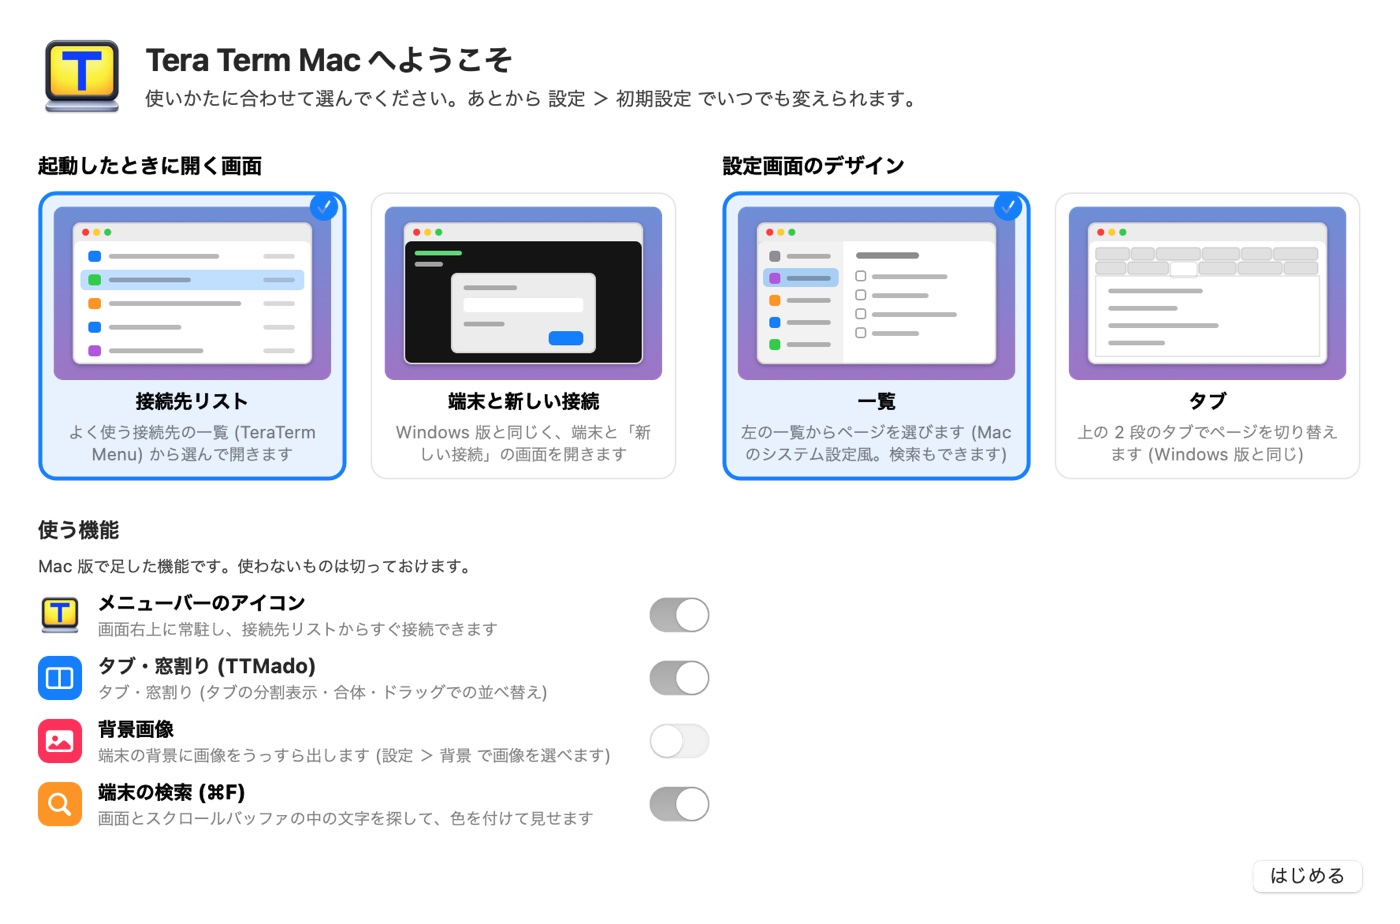 Tera Term Mac へようこそ
使いかたに合わせて選んでください。あとから 設定 ＞ 初期設定 でいつでも変えられます。
起動したときに開く画面
接続先リスト
よく使う接続先の一覧 (TeraTerm
Menu) から選んで開きます
端末と新しい接続
Windows 版と同じく、端末と「新
しい接続」の画面を開きます
設定画面のデザイン
一覧
左の一覧からページを選びます (Mac
のシステム設定風。検索もできます)
タブ
上の 2 段のタブでページを切り替え
ます (Windows 版と同じ)
使う機能
Mac 版で足した機能です。使わないものは切っておけます。
メニューバーのアイコン
画面右上に常駐し、接続先リストからすぐ接続できます
タブ・窓割り (TTMado)
タブ・窓割り (タブの分割表示・合体・ドラッグでの並べ替え)
背景画像
端末の背景に画像をうっすら出します (設定 ＞ 背景 で画像を選べます)
端末の検索 (⌘F)
画面とスクロールバッファの中の文字を探して、色を付けて見せます
はじめる